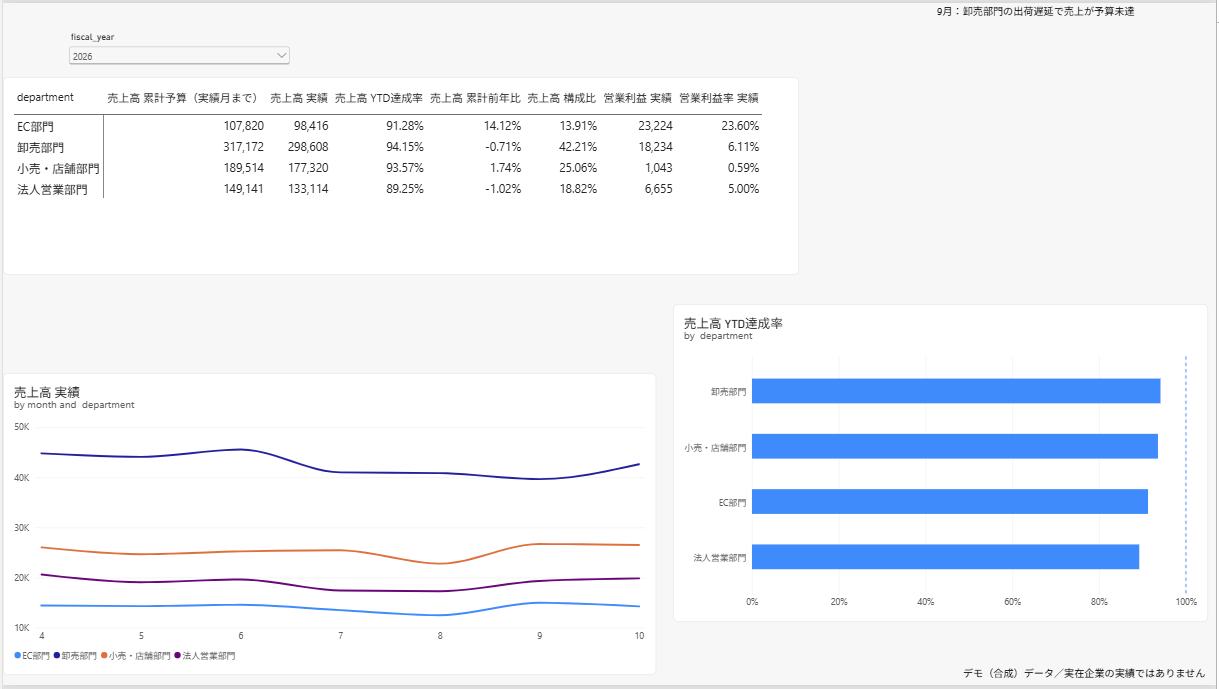 9月：卸売部門の出荷遅延で売上が予算未達
fiscal_year
2026
department 売上高 累計予算（実績月まで） 売上高 実績 売上高 YTD達成率 売上高 累計前年比 売上高 構成比 営業利益 実績 営業利益率 実績
EC部門 107,820 98,416 91.28% 14.12% 13.91% 23,224 23.60%
卸売部門 317,172 298,608 94.15% -0.71% 42.21% 18,234 6.11%
小売・店舗部門 189,514 177,320 93.57% 1.74% 25.06% 1,043 0.59%
法人営業部門 149,141 133,114 89.25% -1.02% 18.82% 6,655 5.00%
売上高 YTD達成率
by department
卸売部門
小売・店舗部門
EC部門
法人営業部門
0% 20% 40% 60% 80% 100%
売上高 実績
by month and department
50K
40K
30K
20K
10K
4 5 6 7 8 9 10
EC部門 卸売部門 小売・店舗部門 法人営業部門
デモ（合成）データ／実在企業の実績ではありません